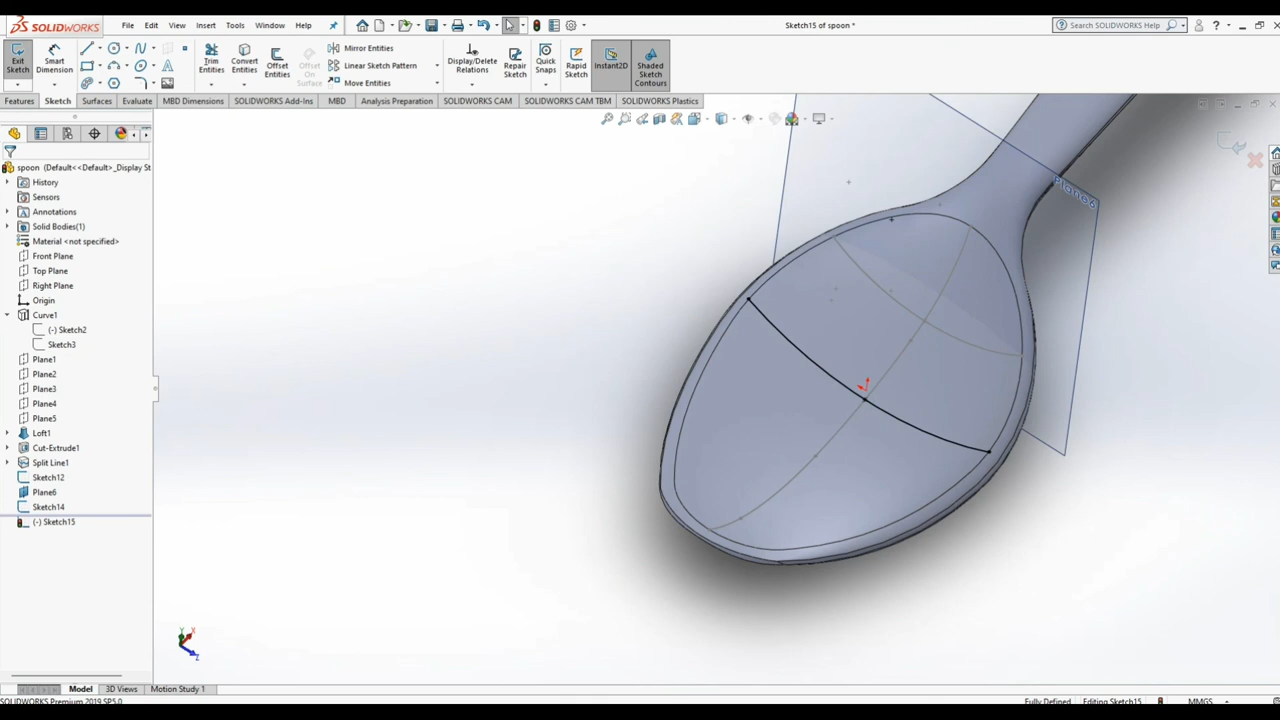 SOLIDWORKS
File Edit View Insert Tools Window Help
Sketch15 of spoon *
Search SOLIDWORKS Help
Exit Sketch
Smart Dimension
Trim Entities
Convert Entities
Offset Entities
Offset On Surface
Mirror Entities
Linear Sketch Pattern
Move Entities
Display/Delete Relations
Repair Sketch
Quick Snaps
Rapid Sketch
Instant2D
Shaded Sketch Contours
Features Sketch Surfaces Evaluate MBD Dimensions SOLIDWORKS Add-Ins MBD Analysis Preparation SOLIDWORKS CAM SOLIDWORKS CAM TBM SOLIDWORKS Plastics
spoon (Default<<Default>_Display St
History
Sensors
Annotations
Solid Bodies(1)
Material <not specified>
Front Plane
Top Plane
Right Plane
Origin
Curve1
(-) Sketch2
Sketch3
Plane1
Plane2
Plane3
Plane4
Plane5
Loft1
Cut-Extrude1
Split Line1
Sketch12
Plane6
Sketch14
(-) Sketch15
Plane6
Y
X
Z
Model 3D Views Motion Study 1
SOLIDWORKS Premium 2019 SP5.0
Fully Defined Editing Sketch15 MMGS